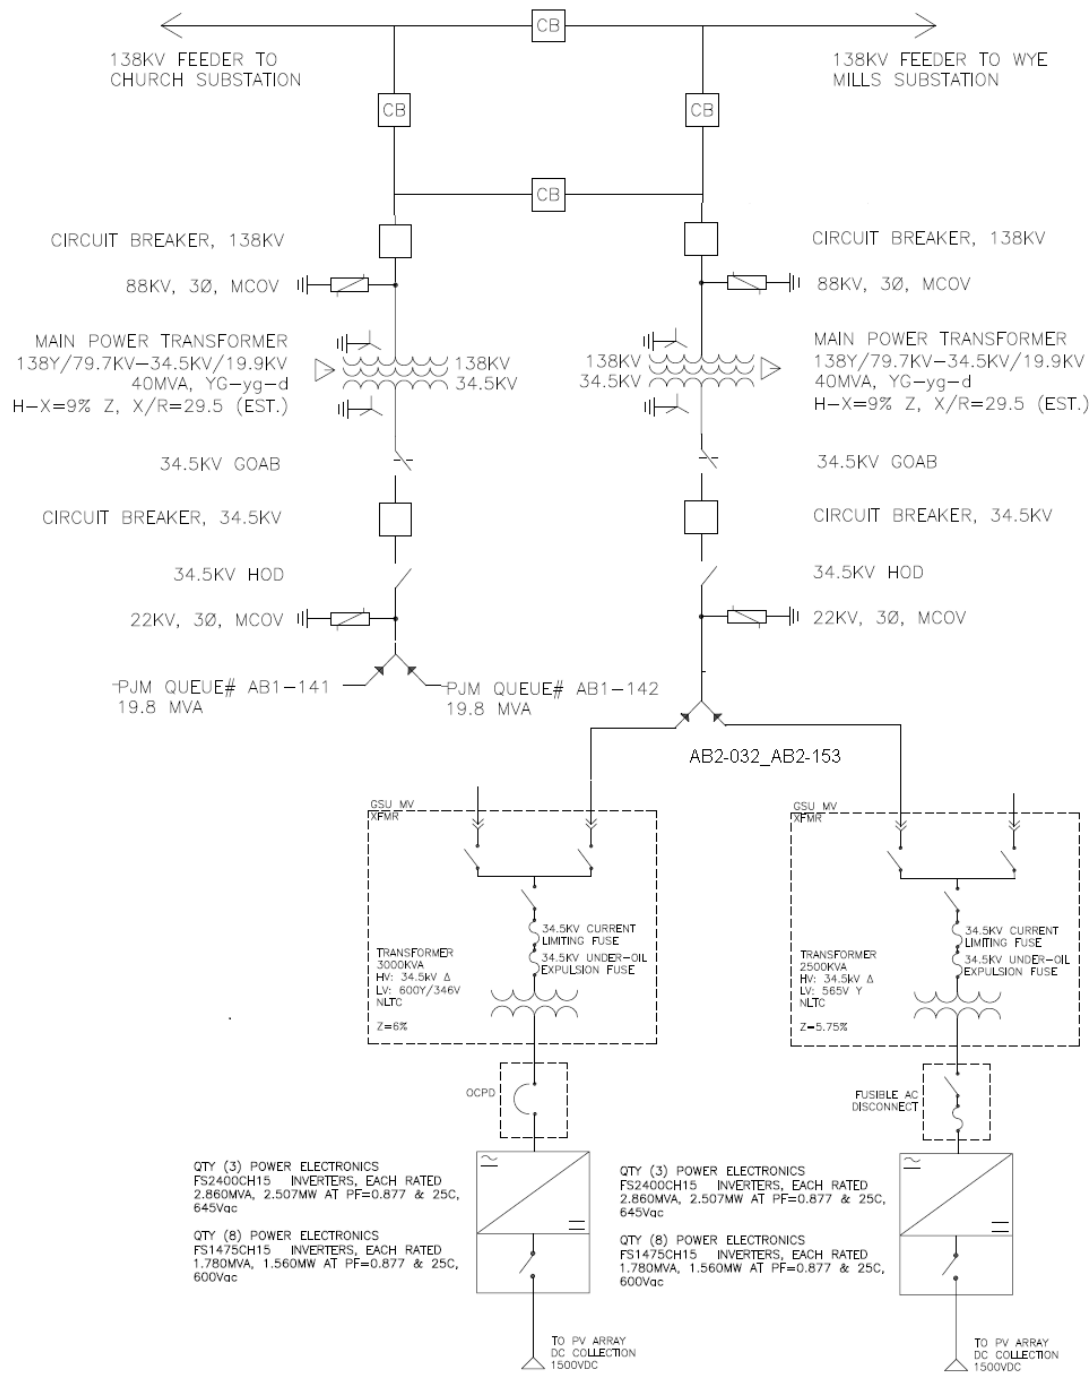 CB
138KV FEEDER TO
CHURCH SUBSTATION
138KV FEEDER TO WYE
MILLS SUBSTATION
CB
CB
CB
CIRCUIT BREAKER, 138KV
CIRCUIT BREAKER, 138KV
88KV, 3Ø, MCOV
88KV, 3Ø, MCOV
MAIN POWER TRANSFORMER
138Y/79.7KV–34.5KV/19.9KV
40MVA, YG–yg–d
H–X=9% Z, X/R=29.5 (EST.)
138KV
34.5KV
138KV
34.5KV
MAIN POWER TRANSFORMER
138Y/79.7KV–34.5KV/19.9KV
40MVA, YG–yg–d
H–X=9% Z, X/R=29.5 (EST.)
34.5KV GOAB
34.5KV GOAB
CIRCUIT BREAKER, 34.5KV
CIRCUIT BREAKER, 34.5KV
34.5KV HOD
34.5KV HOD
22KV, 3Ø, MCOV
22KV, 3Ø, MCOV
PJM QUEUE# AB1–141
19.8 MVA
PJM QUEUE# AB1–142
19.8 MVA
AB2-032_AB2-153
GSU MV
XFMR
34.5KV CURRENT
LIMITING FUSE
34.5KV UNDER–OIL
EXPULSION FUSE
TRANSFORMER
3000KVA
HV: 34.5kV Δ
LV: 600Y/346V
NLTC
Z=6%
GSU MV
XFMR
34.5KV CURRENT
LIMITING FUSE
34.5KV UNDER–OIL
EXPULSION FUSE
TRANSFORMER
2500KVA
HV: 34.5kV Δ
LV: 565V Y
NLTC
Z=5.75%
OCPD
FUSIBLE AC
DISCONNECT
QTY (3) POWER ELECTRONICS
FS2400CH15 INVERTERS, EACH RATED
2.860MVA, 2.507MW AT PF=0.877 & 25C,
645Vac
QTY (8) POWER ELECTRONICS
FS1475CH15 INVERTERS, EACH RATED
1.780MVA, 1.560MW AT PF=0.877 & 25C,
600Vac
QTY (3) POWER ELECTRONICS
FS2400CH15 INVERTERS, EACH RATED
2.860MVA, 2.507MW AT PF=0.877 & 25C,
645Vac
QTY (8) POWER ELECTRONICS
FS1475CH15 INVERTERS, EACH RATED
1.780MVA, 1.560MW AT PF=0.877 & 25C,
600Vac
TO PV ARRAY
DC COLLECTION
1500VDC
TO PV ARRAY
DC COLLECTION
1500VDC